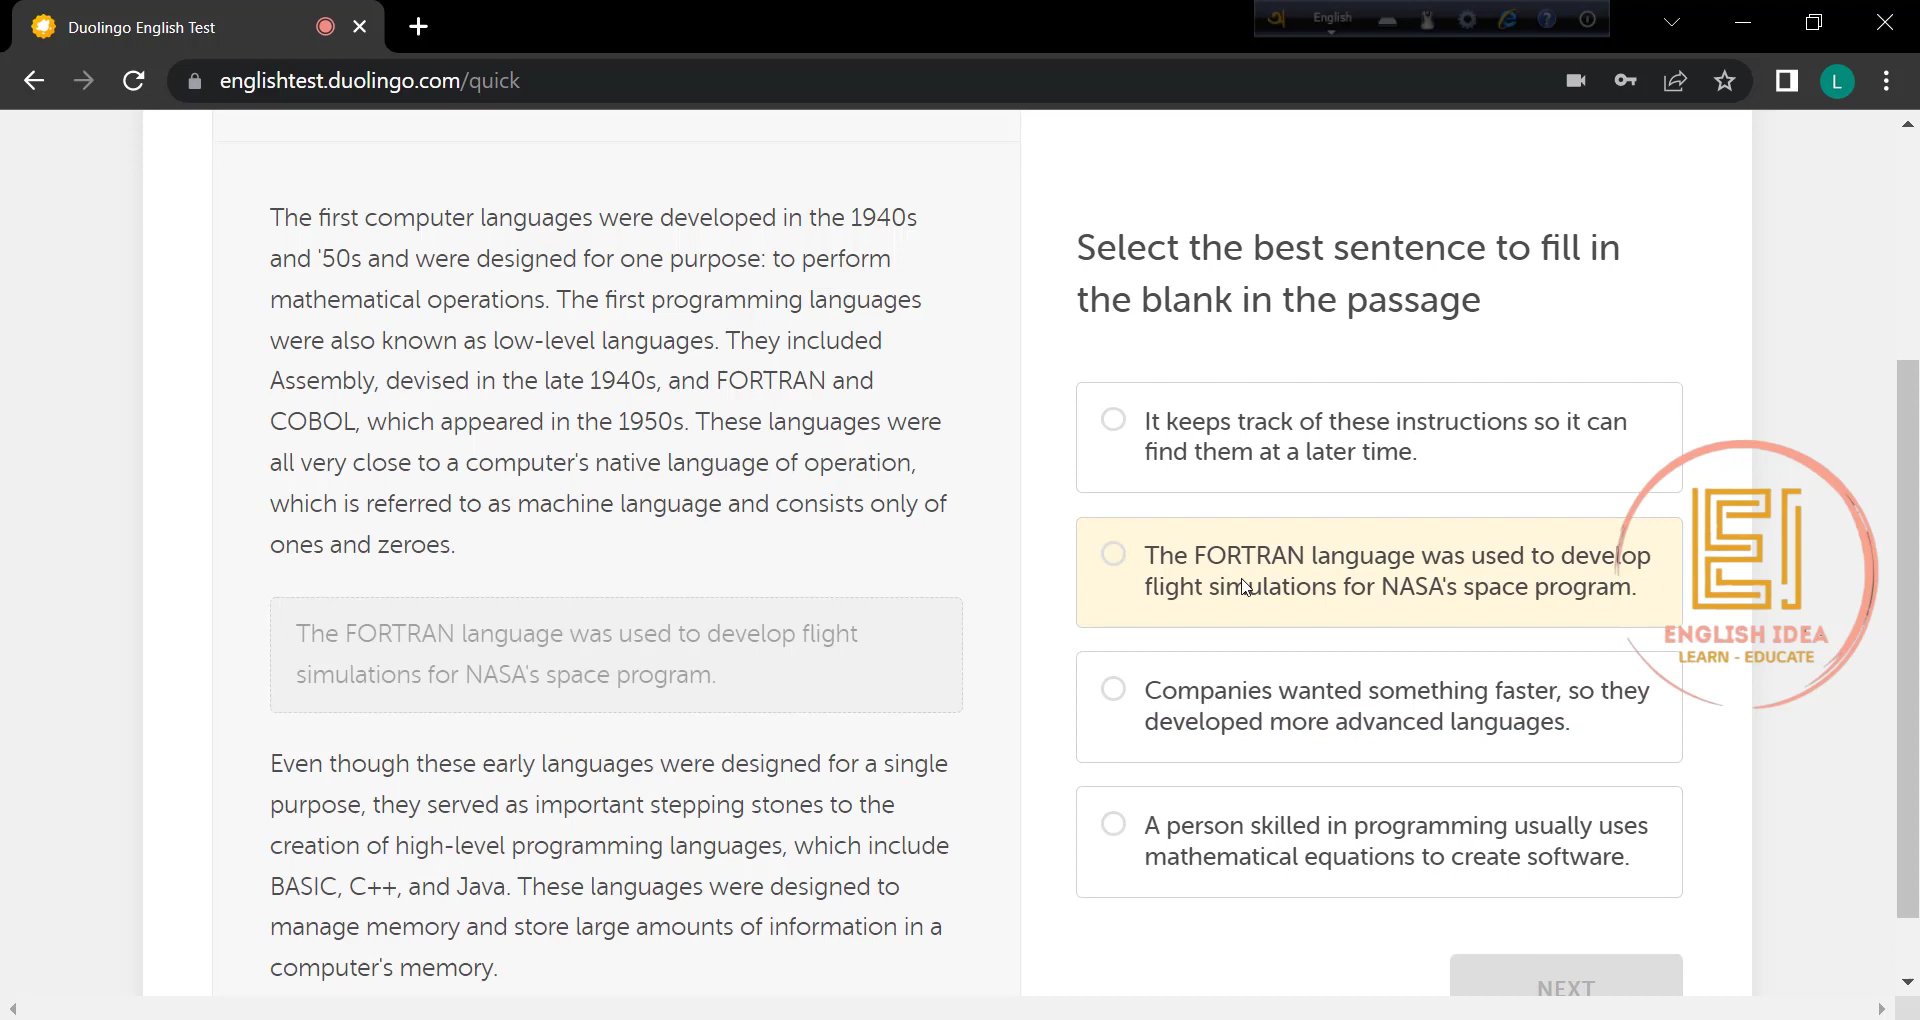 Duolingo English Test
English
englishtest.duolingo.com/quick
L
The first computer languages were developed in the 1940s
and '50s and were designed for one purpose: to perform
mathematical operations. The first programming languages
were also known as low-level languages. They included
Assembly, devised in the late 1940s, and FORTRAN and
COBOL, which appeared in the 1950s. These languages were
all very close to a computer's native language of operation,
which is referred to as machine language and consists only of
ones and zeroes.
The FORTRAN language was used to develop flight
simulations for NASA's space program.
Even though these early languages were designed for a single
purpose, they served as important stepping stones to the
creation of high-level programming languages, which include
BASIC, C++, and Java. These languages were designed to
manage memory and store large amounts of information in a
computer's memory.
Select the best sentence to fill in
the blank in the passage
It keeps track of these instructions so it can
find them at a later time.
The FORTRAN language was used to develop
flight simulations for NASA's space program.
Companies wanted something faster, so they
developed more advanced languages.
A person skilled in programming usually uses
mathematical equations to create software.
NEXT
EI
ENGLISH IDEA
LEARN - EDUCATE